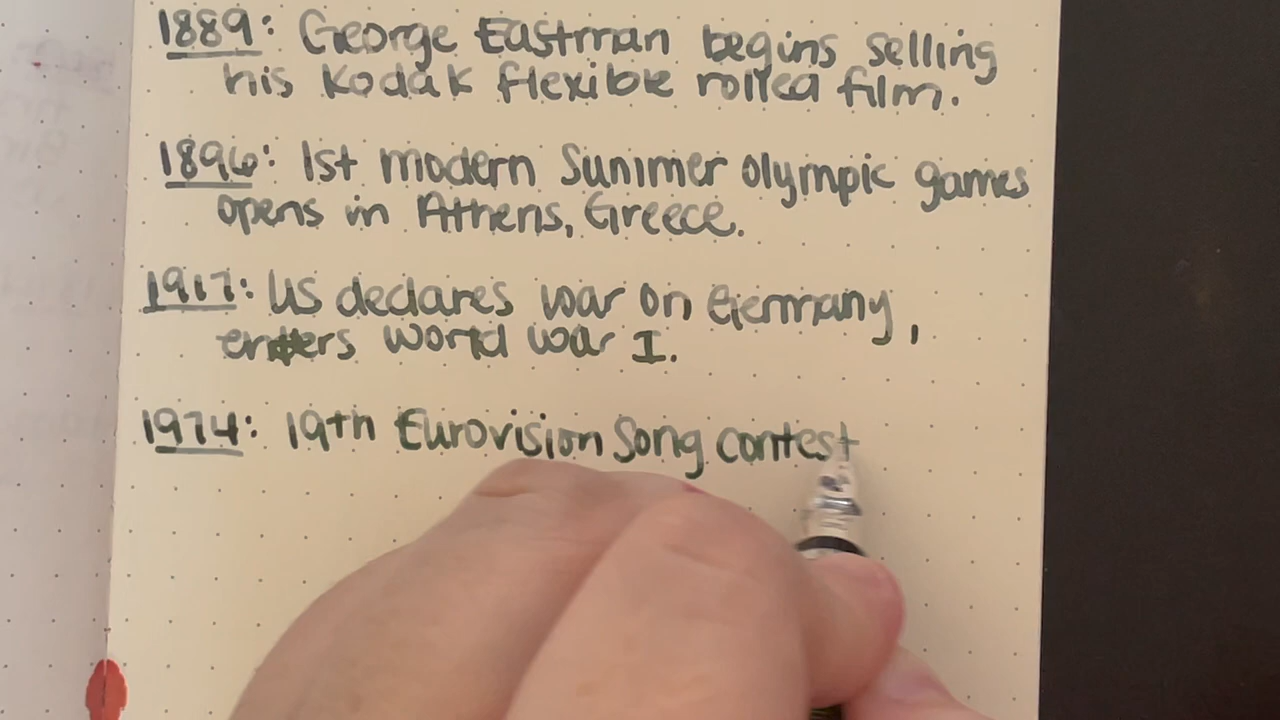 1889: George Eastman begins selling
his Kodak flexible rolled film.
1896: 1st modern Summer Olympic games
opens in Athens, Greece.
1917: US declares war on Germany,
enters World War I.
1974: 19th Eurovision Song Contest